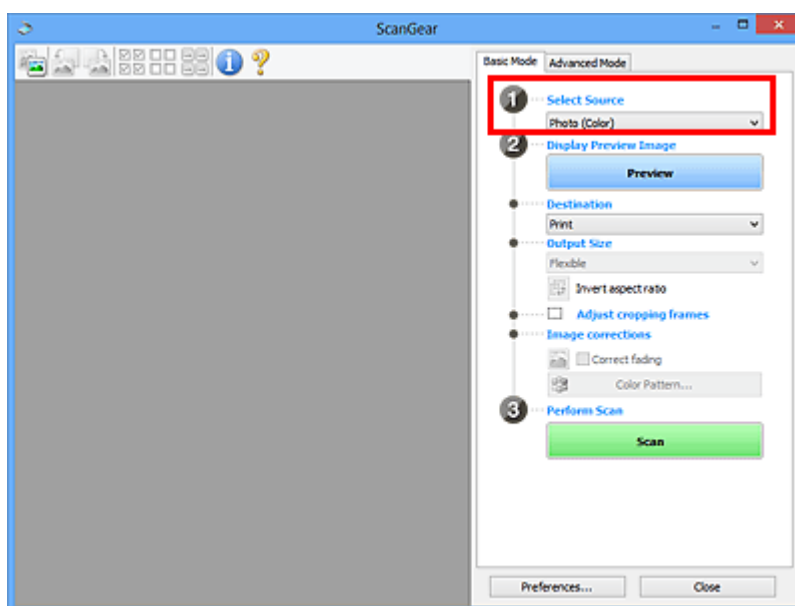 ScanGear
Basic Mode
Advanced Mode
1 Select Source
Photo (Color)
2 Display Preview Image
Preview
Destination
Print
Output Size
Flexible
Invert aspect ratio
Adjust cropping frames
Image corrections
Correct fading
Color Pattern...
3 Perform Scan
Scan
Preferences...
Close